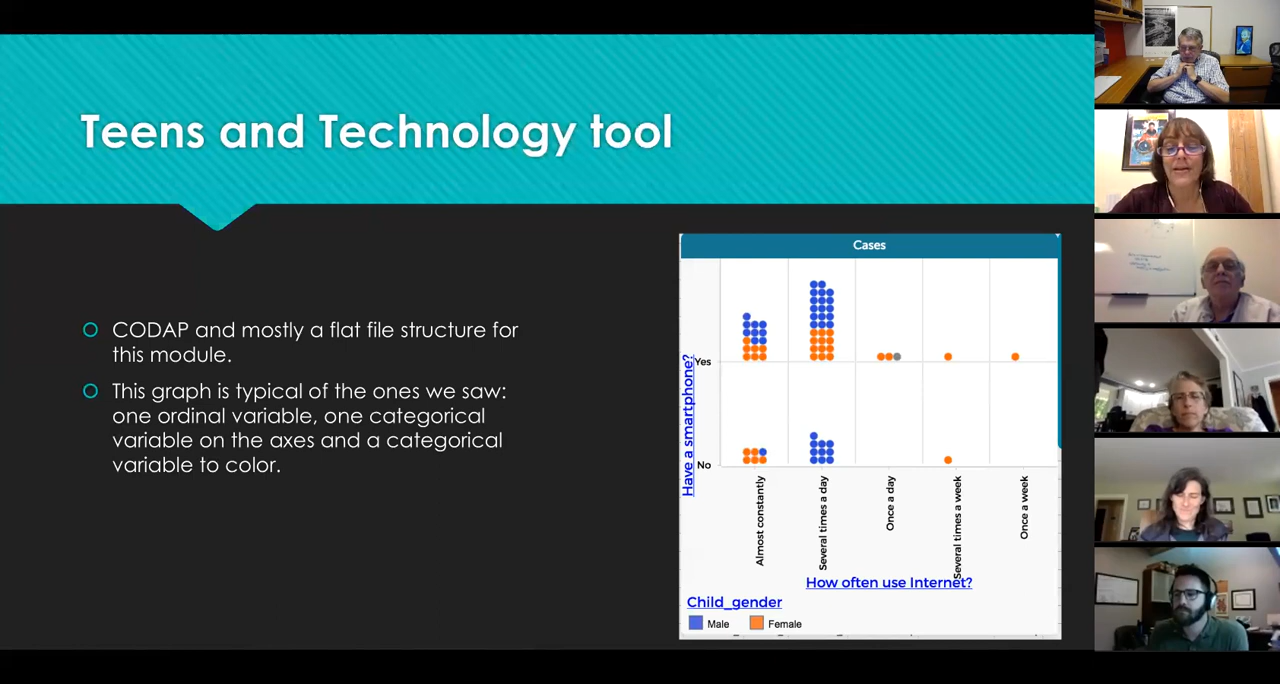 Teens and Technology tool
CODAP and mostly a flat file structure for
this module.
This graph is typical of the ones we saw:
one ordinal variable, one categorical
variable on the axes and a categorical
variable to color.
Cases
Have a smartphone?
Yes
No
Almost constantly
Several times a day
Once a day
Several times a week
Once a week
How often use Internet?
Child_gender
Male
Female